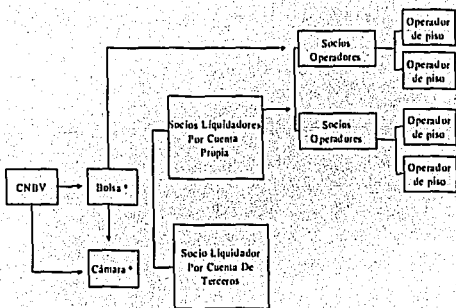 Operador
de piso
Socios
Operadores
Operador
de piso
Socios Liquidadores
Por Cuenta
Propia
Socios
Operadores
Operador
de piso
Operador
de piso
CNBV
Bolsa *
Cámara *
Socio Liquidador
Por Cuenta De
Terceros